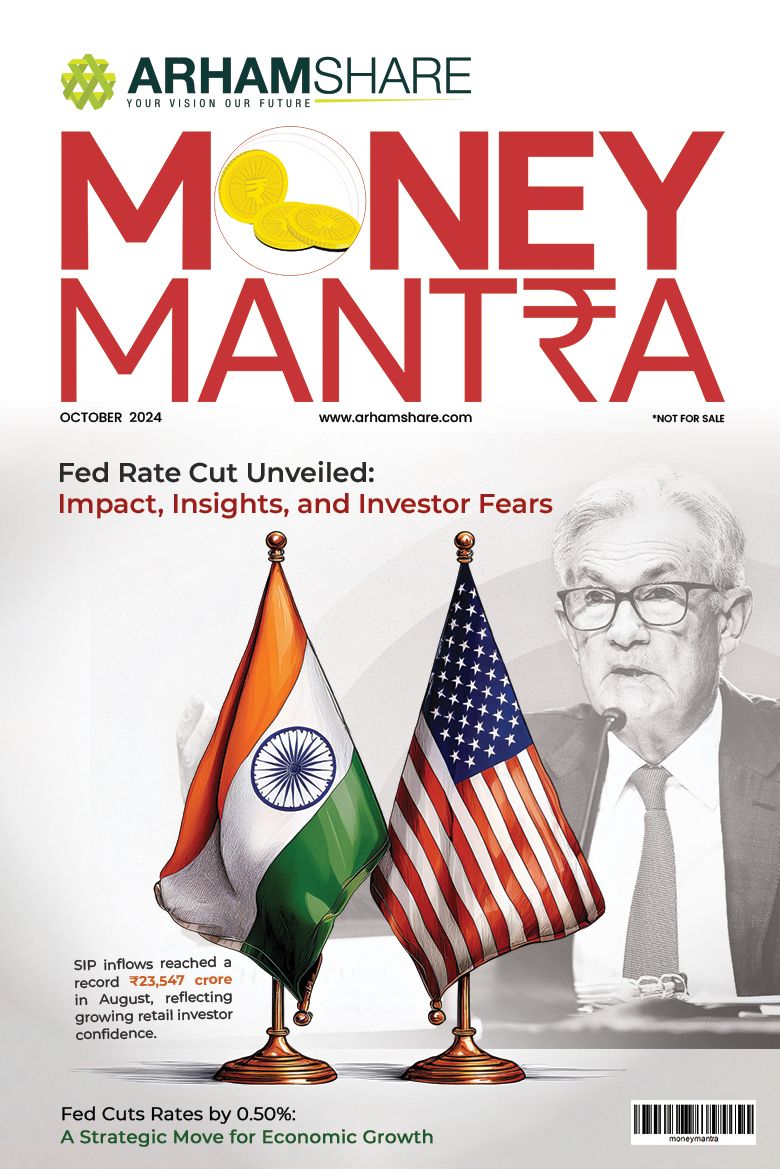 ARHAMSHARE
YOUR VISION OUR FUTURE
MONEY
MANTRA
OCTOBER 2024
www.arhamshare.com
*NOT FOR SALE
Fed Rate Cut Unveiled:
Impact, Insights, and Investor Fears
SIP inflows reached a
record ₹23,547 crore
in August, reflecting
growing retail investor
confidence.
Fed Cuts Rates by 0.50%:
A Strategic Move for Economic Growth
moneymantra